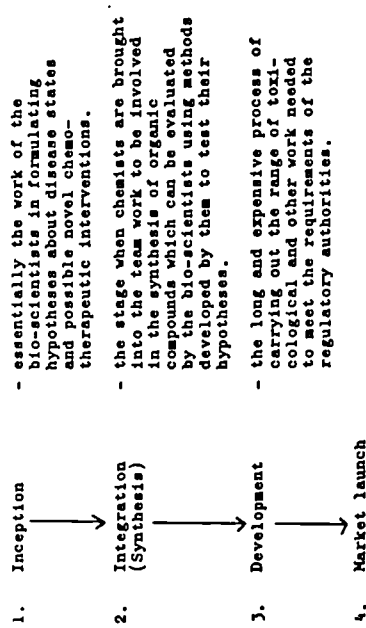 1. Inception - essentially the work of the
bio-scientists in formulating
hypotheses about disease states
and possible novel chemo-
therapeutic interventions.
2. Integration - the stage when chemists are brought
(Synthesis) into the team work to be involved
in the synthesis of organic
compounds which can be evaluated
by the bio-scientists using methods
developed by them to test their
hypotheses.
3. Development - the long and expensive process of
carrying out the range of toxi-
cological and other work needed
to meet the requirements of the
regulatory authorities.
4. Market launch